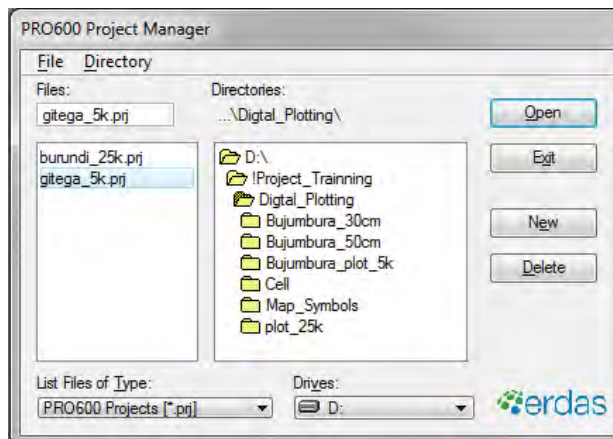 PRO600 Project Manager
File Directory
Files:
Directories:
gitega_5k.prj
...\Digtal_Plotting\
Open
burundi_25k.prj
gitega_5k.prj
D:\
!Project_Trainning
Digtal_Plotting
Bujumbura_30cm
Bujumbura_50cm
Bujumbura_plot_5k
Cell
Map_Symbols
plot_25k
Exit
New
Delete
List Files of Type:
Drives:
PRO600 Projects [*.prj]
D:
erdas